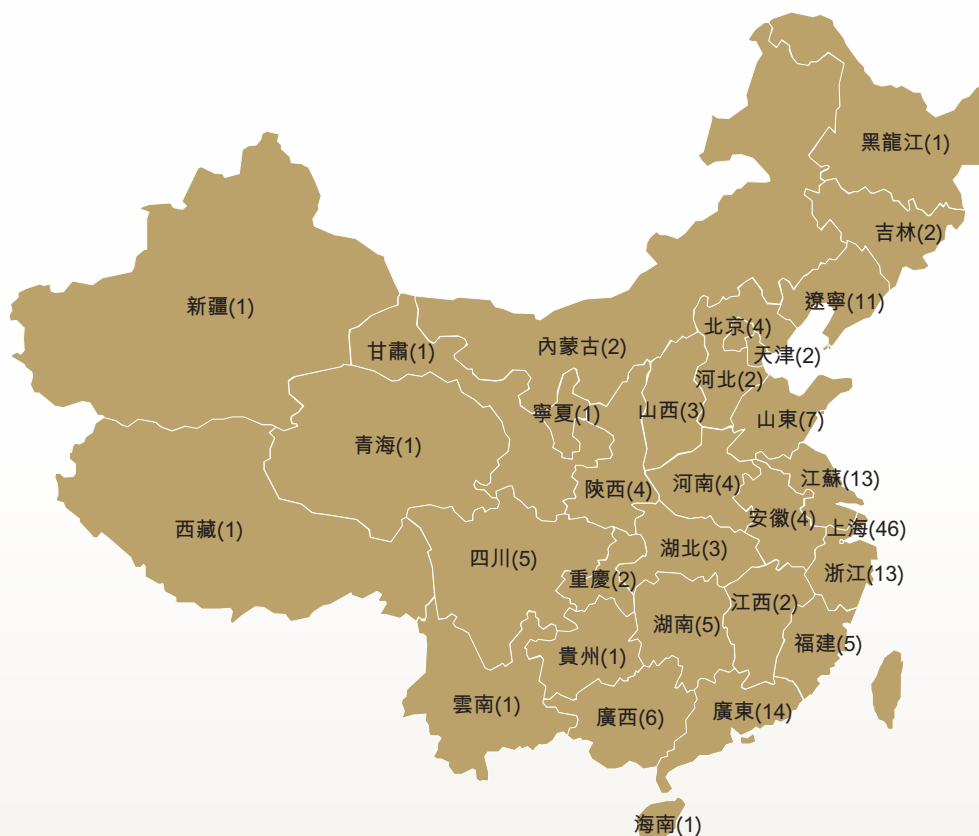 黑龍江(1)
吉林(2)
遼寧(11)
新疆(1)
北京(4)
內蒙古(2)
甘肅(1)
天津(2)
河北(2)
寧夏(1)
山西(3)
山東(7)
青海(1)
江蘇(13)
河南(4)
陝西(4)
安徽(4)
西藏(1)
上海(46)
湖北(3)
四川(5)
浙江(13)
重慶(2)
江西(2)
湖南(5)
福建(5)
貴州(1)
雲南(1)
廣東(14)
廣西(6)
海南(1)